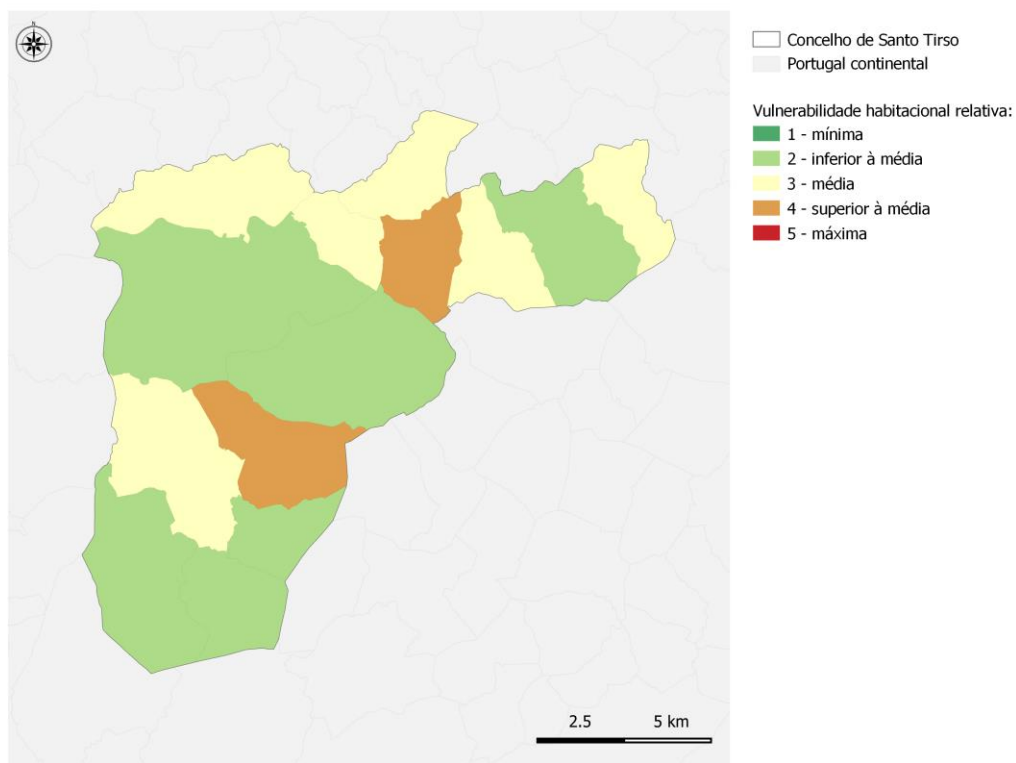 N
Concelho de Santo Tirso
Portugal continental
Vulnerabilidade habitacional relativa:
1 - mínima
2 - inferior à média
3 - média
4 - superior à média
5 - máxima
2.5 5 km